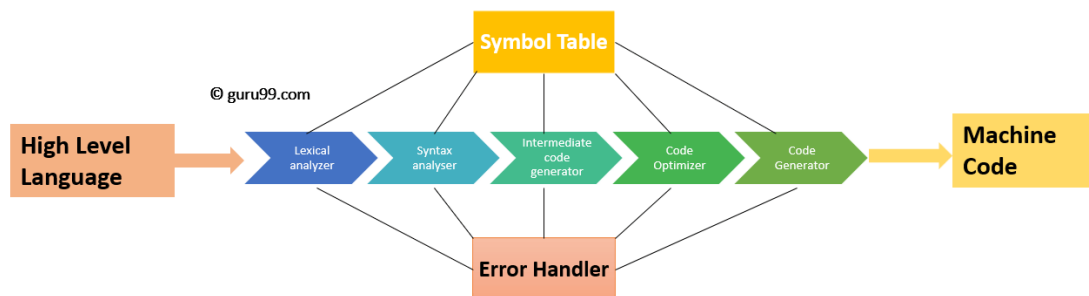 Symbol Table
© guru99.com
High Level
Language
Lexical
analyzer
Syntax
analyser
Intermediate
code
generator
Code
Optimizer
Code
Generator
Machine
Code
Error Handler